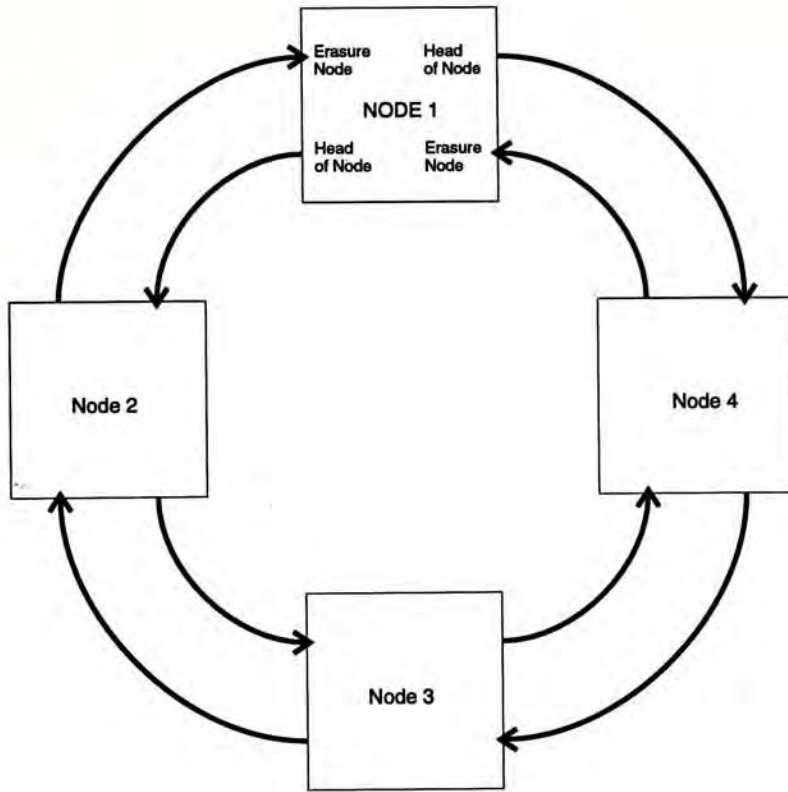 Erasure
Node
Head
of Node
NODE 1
Head
of Node
Erasure
Node
Node 2
Node 4
Node 3